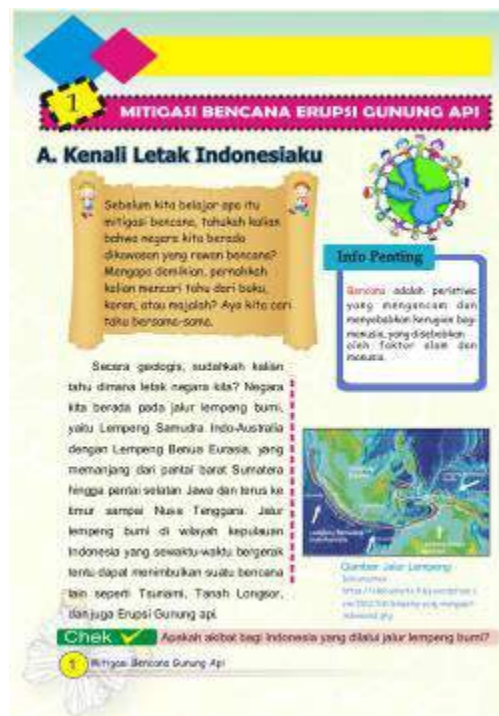 1
MITIGASI BENCANA ERUPSI GUNUNG API
A. Kenali Letak Indonesiaku
Sebelum kita belajar apa itu
mitigasi bencana, tahukah kalian
bahwa negara kita berada
dikawasan yang rawan bencana?
Mengapa demikian, pernahkah
kalian mencari tahu dari buku,
koran, atau majalah? Ayo kita cari
tahu bersama-sama.
Info Penting
Bencana adalah peristiwa
yang mengancam dan
menyebabkan kerugian bagi
manusia, yang disebabkan
oleh faktor alam dan
manusia.
Secara geologis, sudahkah kalian
tahu dimana letak negara kita? Negara
kita berada pada jalur lempang bumi,
yaitu Lempeng Samudra Indo-Australia
dengan Lempeng Benua Eurasia, yang
memanjang dari pantai barat Sumatera
hingga pantai selatan Jawa dan terus ke
timur sampai Nusa Tenggara. Jalur
lempeng bumi di wilayah kepulauan
Indonesia yang sewaktu-waktu bergerak
tentu dapat menimbulkan suatu bencana
lain seperti Tsunami, Tanah Longsor,
dan juga Erupsi Gunung api.
Gambar Jalur Lempeng
Chek
Apakah akibat bagi Indonesia yang dilalui jalur lempeng bumi?
1
Mitigasi Bencana Gunung Api